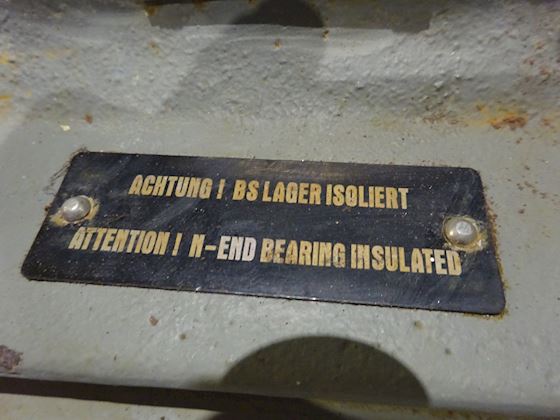 ACHTUNG ! BS LAGER ISOLIERT
ATTENTION ! N-END BEARING INSULATED